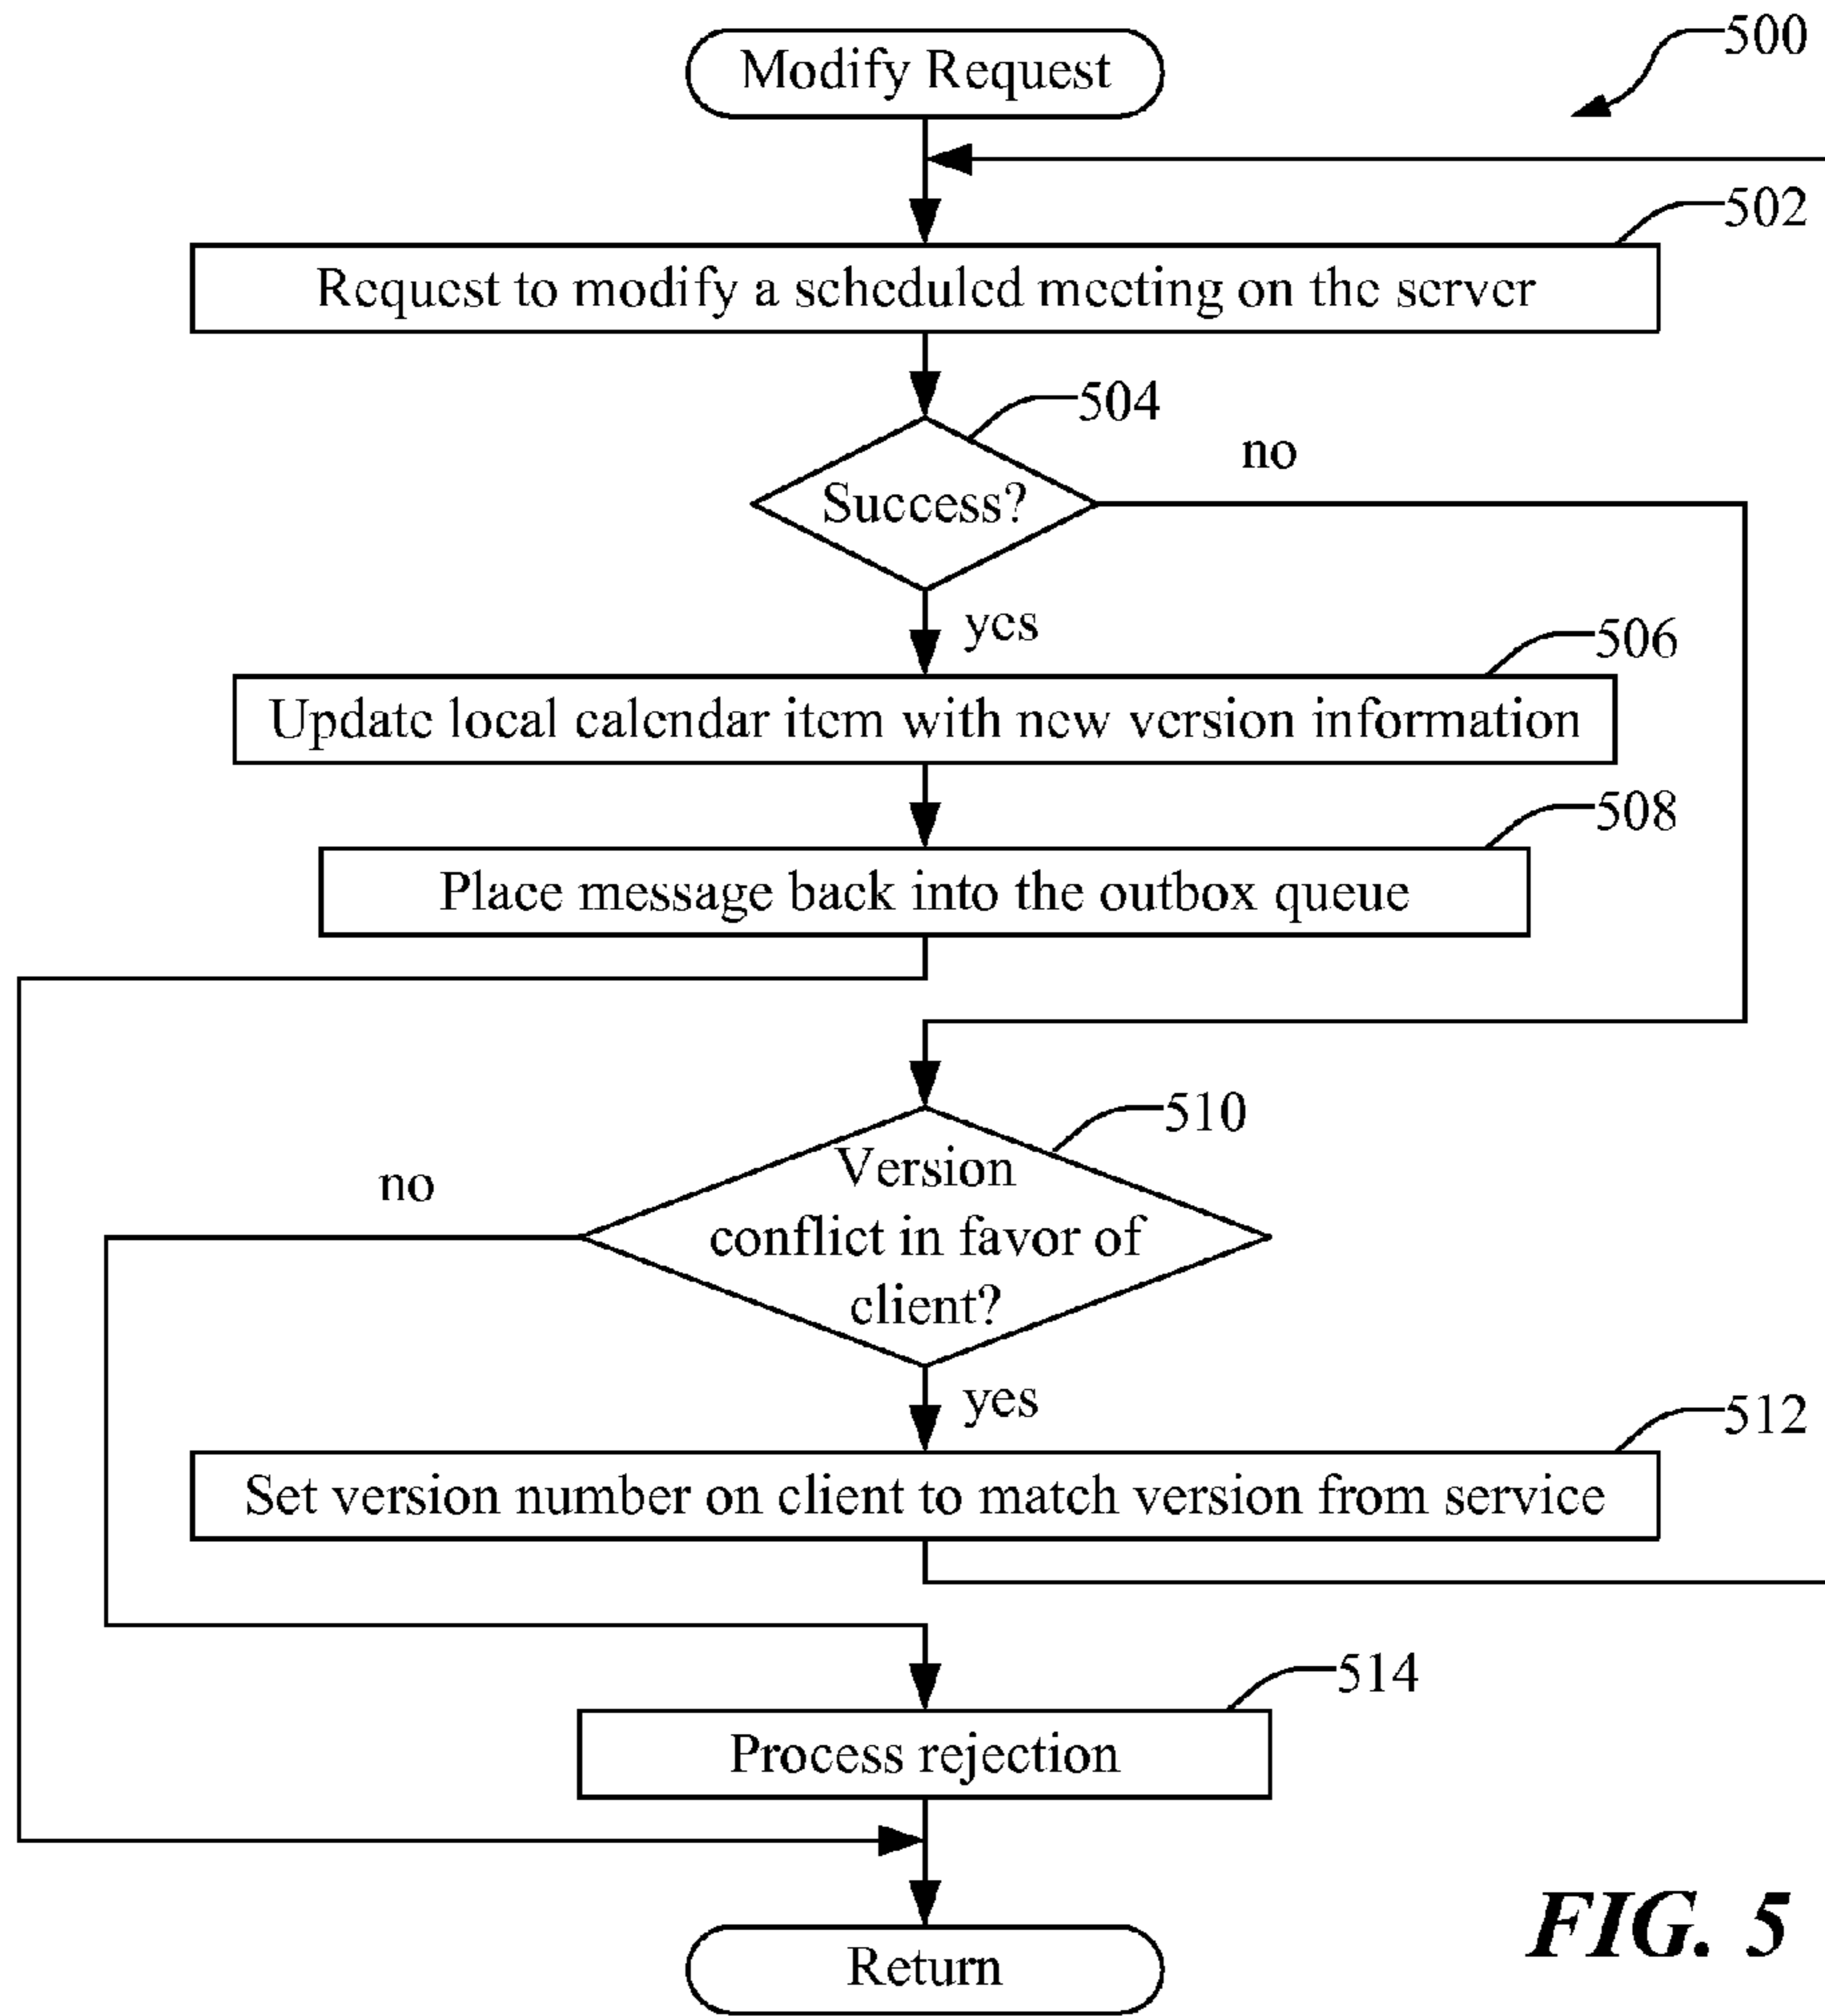 Modify Request
500
502
Request to modify a scheduled meeting on the server
504
no
Success?
yes
506
Update local calendar item with new version information
508
Place message back into the outbox queue
510
no
Version
conflict in favor of
client?
yes
512
Set version number on client to match version from service
514
Process rejection
Return
FIG. 5